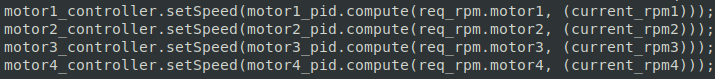 motor1_controller.setSpeed(motor1_pid.compute(req_rpm.motor1, (current_rpm1)));
motor2_controller.setSpeed(motor2_pid.compute(req_rpm.motor2, (current_rpm2)));
motor3_controller.setSpeed(motor3_pid.compute(req_rpm.motor3, (current_rpm3)));
motor4_controller.setSpeed(motor4_pid.compute(req_rpm.motor4, (current_rpm4)));